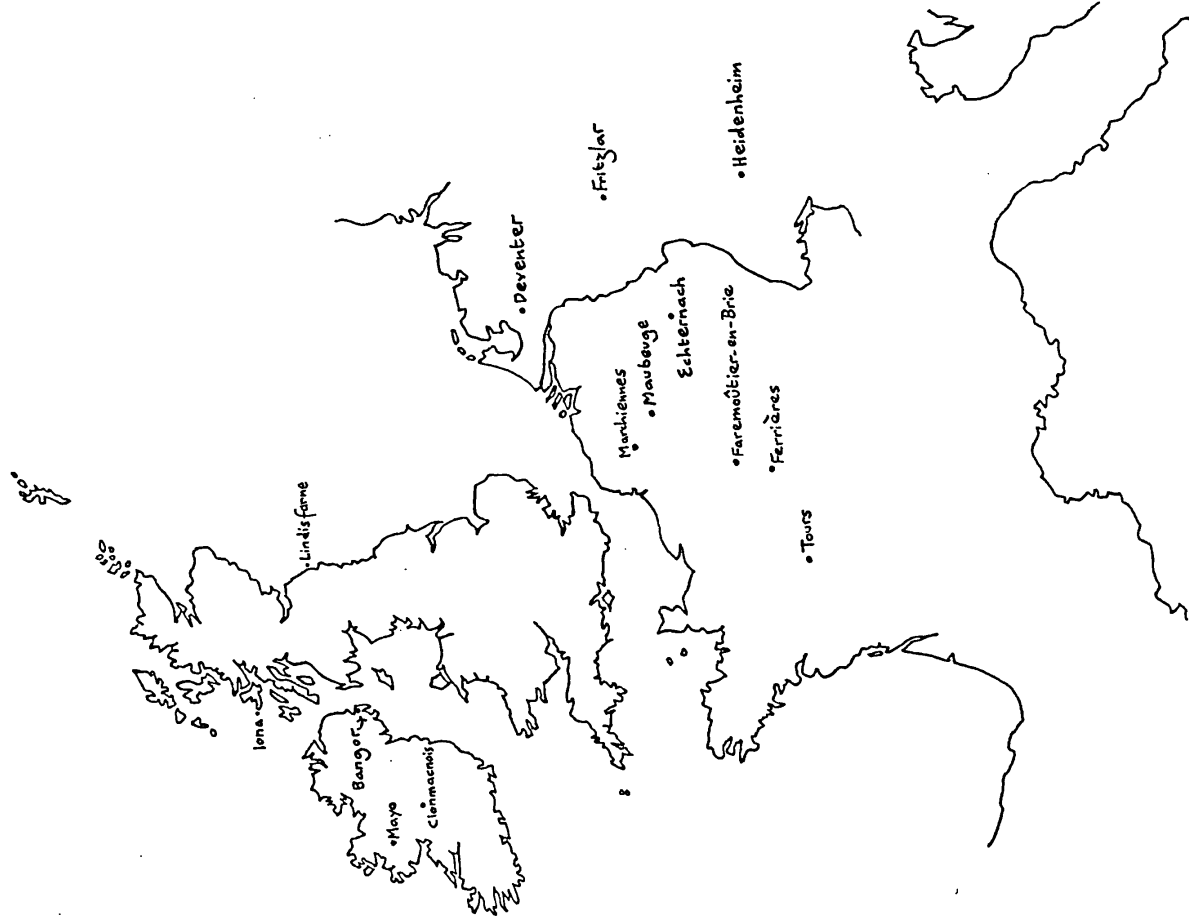 Lindisfarne
Iona
Bangor
Mayo
Clonmacnois
Deventer
Fritzlar
Marchiennes
Maubeuge
Echternach
Heidenheim
Faremoûtier-en-Brie
Ferrières
Tours